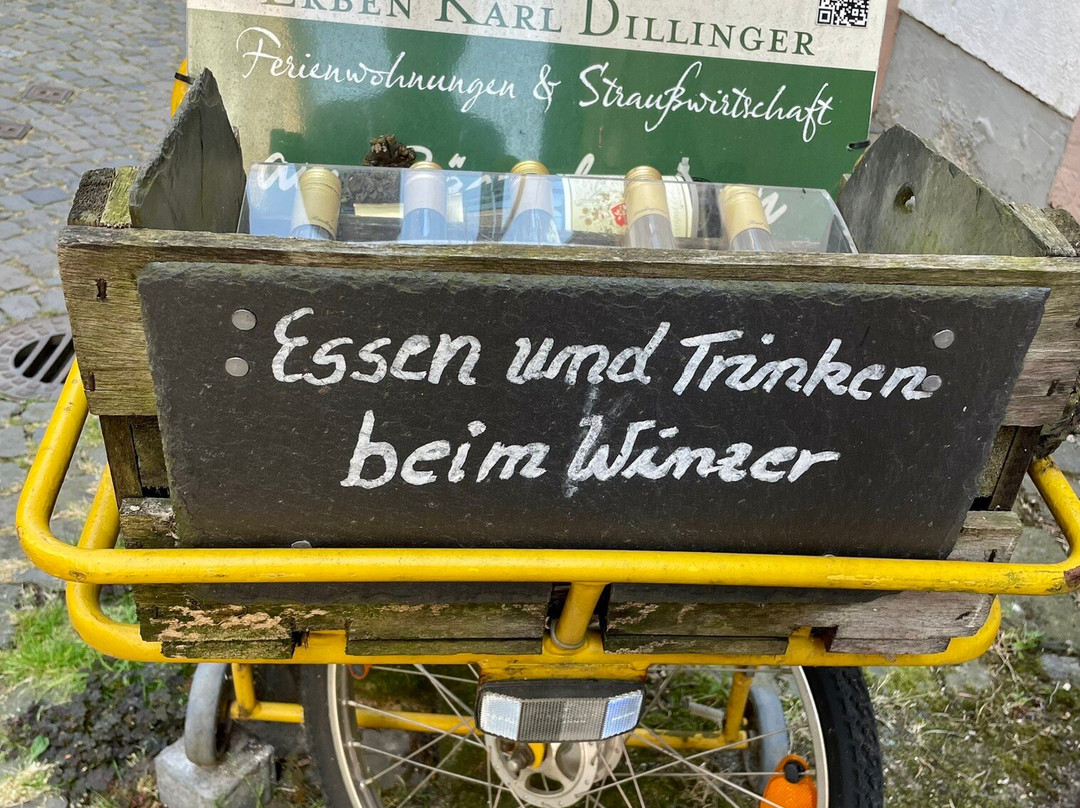 Erben Karl Dillinger
Ferienwohnungen & Straußwirtschaft
Essen und Trinken
beim Winzer